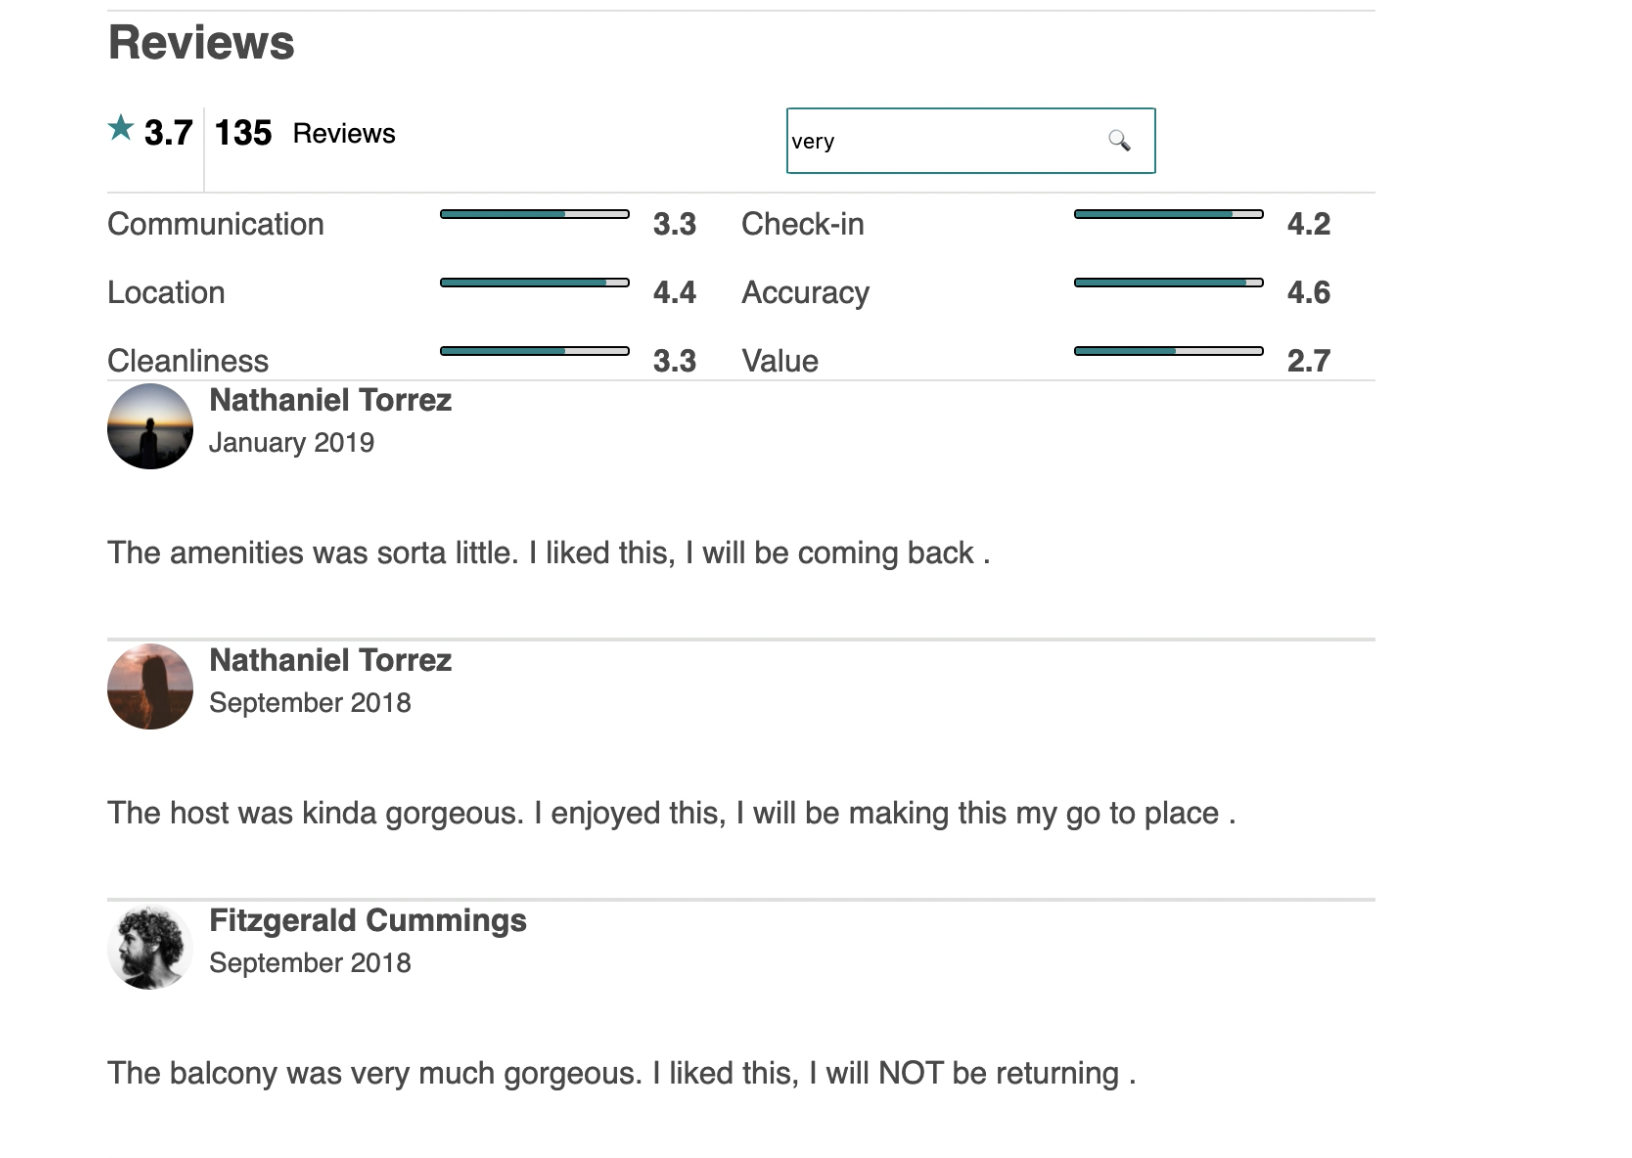 Reviews
★ 3.7 135 Reviews
very
Communication 3.3 Check-in 4.2
Location 4.4 Accuracy 4.6
Cleanliness 3.3 Value 2.7
Nathaniel Torrez
January 2019
The amenities was sorta little. I liked this, I will be coming back .
Nathaniel Torrez
September 2018
The host was kinda gorgeous. I enjoyed this, I will be making this my go to place .
Fitzgerald Cummings
September 2018
The balcony was very much gorgeous. I liked this, I will NOT be returning .